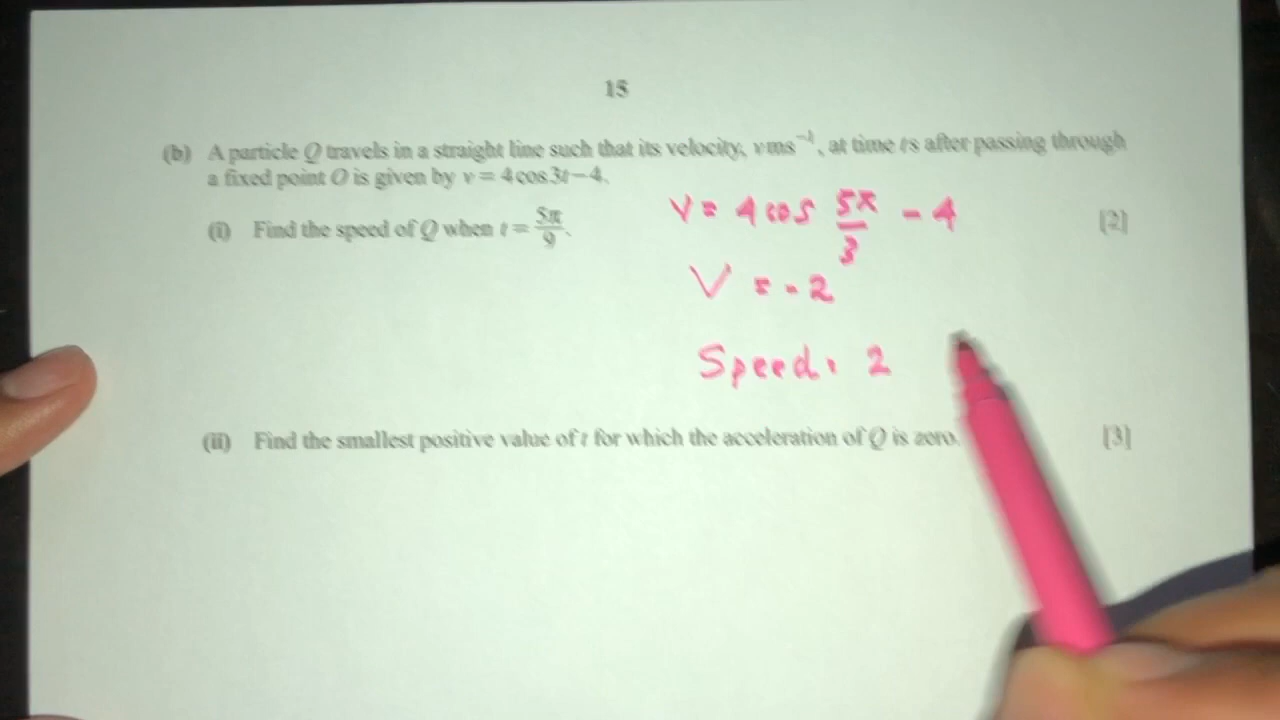 15
(b) A particle Q travels in a straight line such that its velocity, v ms⁻¹, at time t s after passing through
a fixed point O is given by v = 4 cos 3t − 4.
V = 4 cos 5π/3 - 4
(i) Find the speed of Q when t = 5π/9. [2]
V = -2
Speed. 2
(ii) Find the smallest positive value of t for which the acceleration of Q is zero. [3]